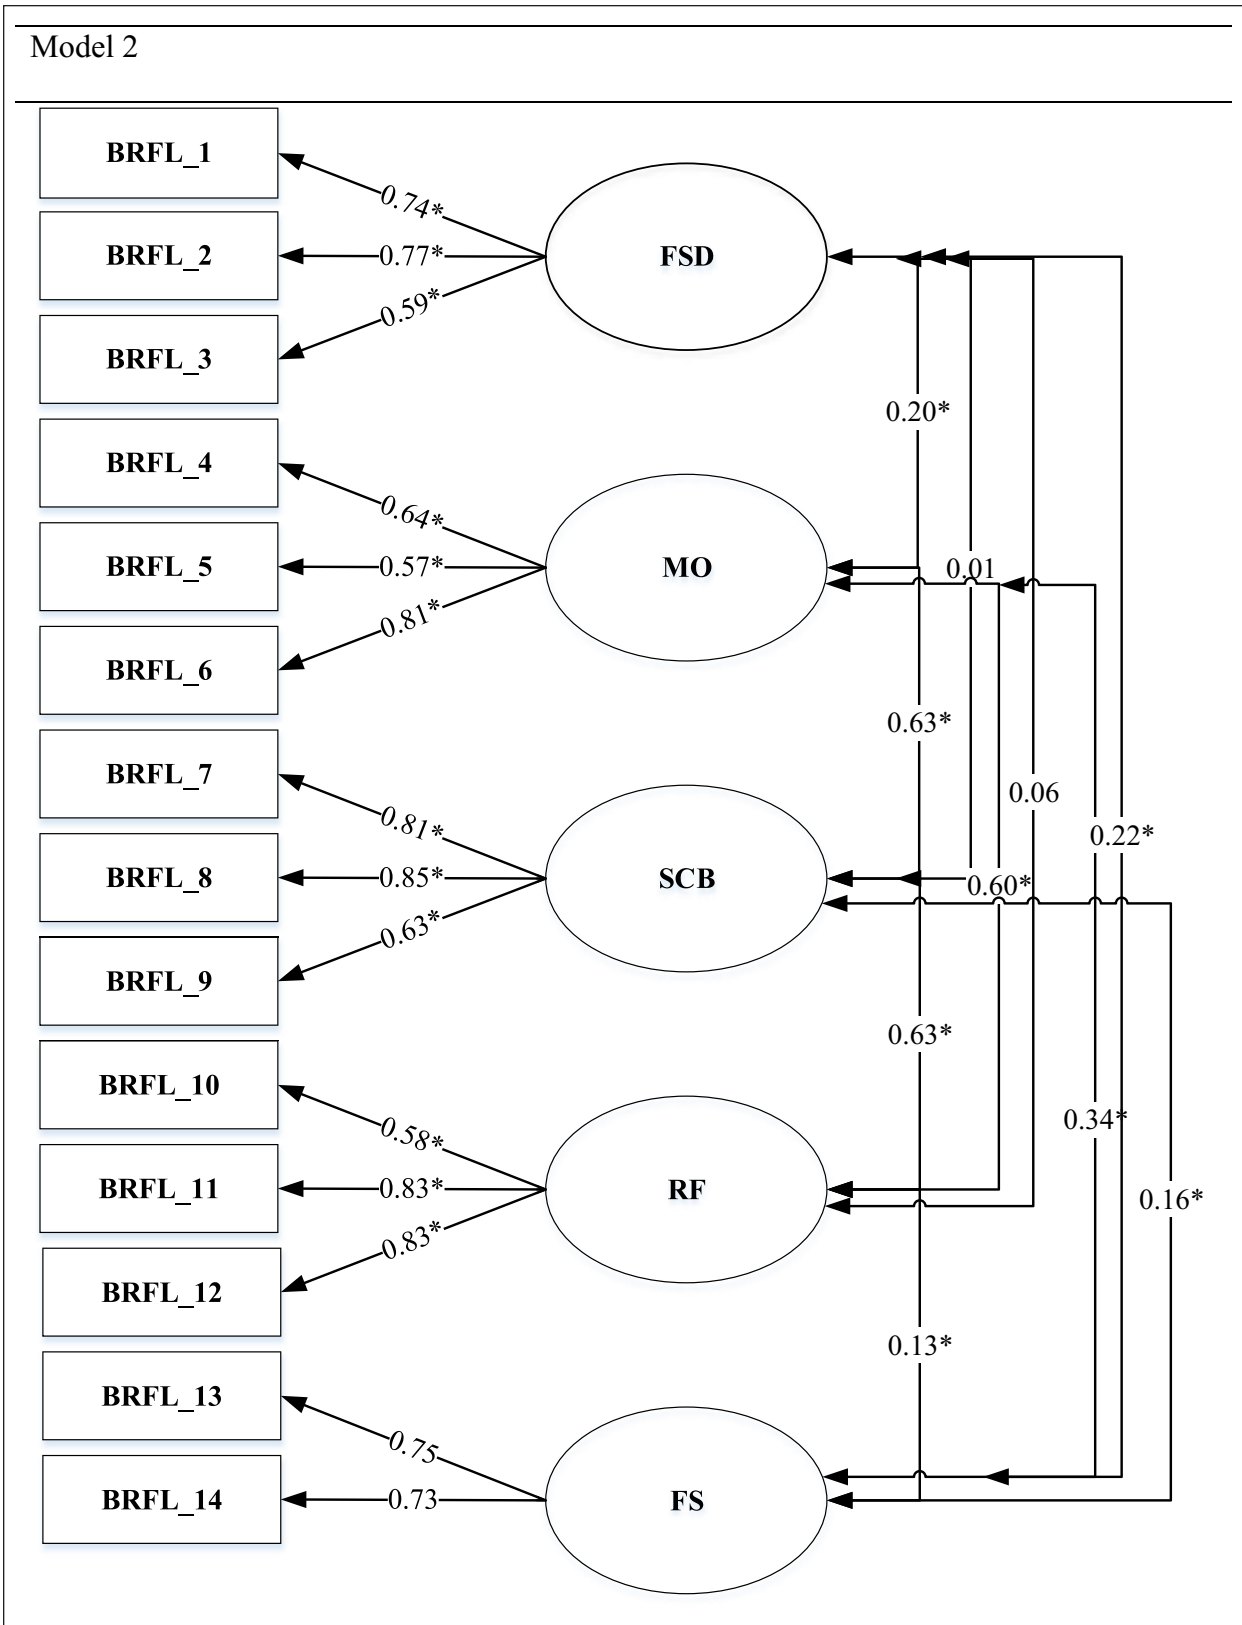 Model 2
BRFL_1
0.74*
BRFL_2
0.77*
FSD
0.59*
BRFL_3
0.20*
BRFL_4
0.64*
BRFL_5
0.57*
MO
0.01
0.81*
BRFL_6
0.63*
BRFL_7
0.06
0.81*
0.22*
BRFL_8
0.85*
SCB
0.60*
0.63*
BRFL_9
0.63*
BRFL_10
0.34*
0.58*
BRFL_11
0.83*
RF
0.16*
0.83*
BRFL_12
0.13*
BRFL_13
0.75
BRFL_14
0.73
FS